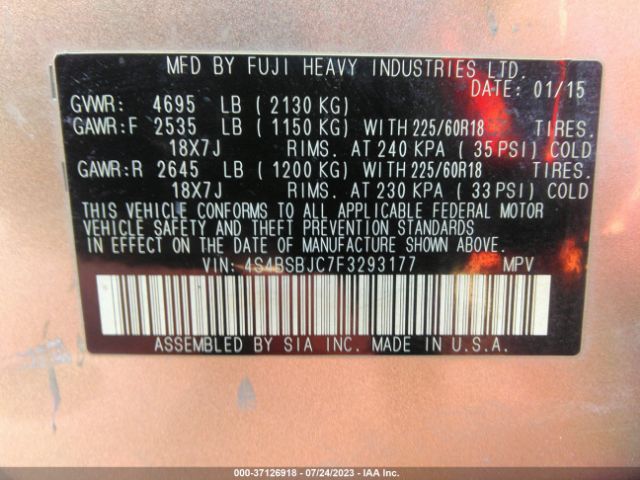 MFD BY FUJI HEAVY INDUSTRIES LTD.
DATE: 01/15
GVWR: 4695 LB ( 2130 KG)
GAWR:F 2535 LB ( 1150 KG) WITH 225/60R18 TIRES.
18X7J RIMS. AT 240 KPA ( 35 PSI) COLD
GAWR:R 2645 LB ( 1200 KG) WITH 225/60R18 TIRES.
18X7J RIMS. AT 230 KPA ( 33 PSI) COLD
THIS VEHICLE CONFORMS TO ALL APPLICABLE FEDERAL MOTOR
VEHICLE SAFETY AND THEFT PREVENTION STANDARDS
IN EFFECT ON THE DATE OF MANUFACTURE SHOWN ABOVE.
VIN: 4S4BSBJC7F3293177 MPV
ASSEMBLED BY SIA INC. MADE IN U.S.A.
000-37126918 | 07/24/2023 - IAA Inc.